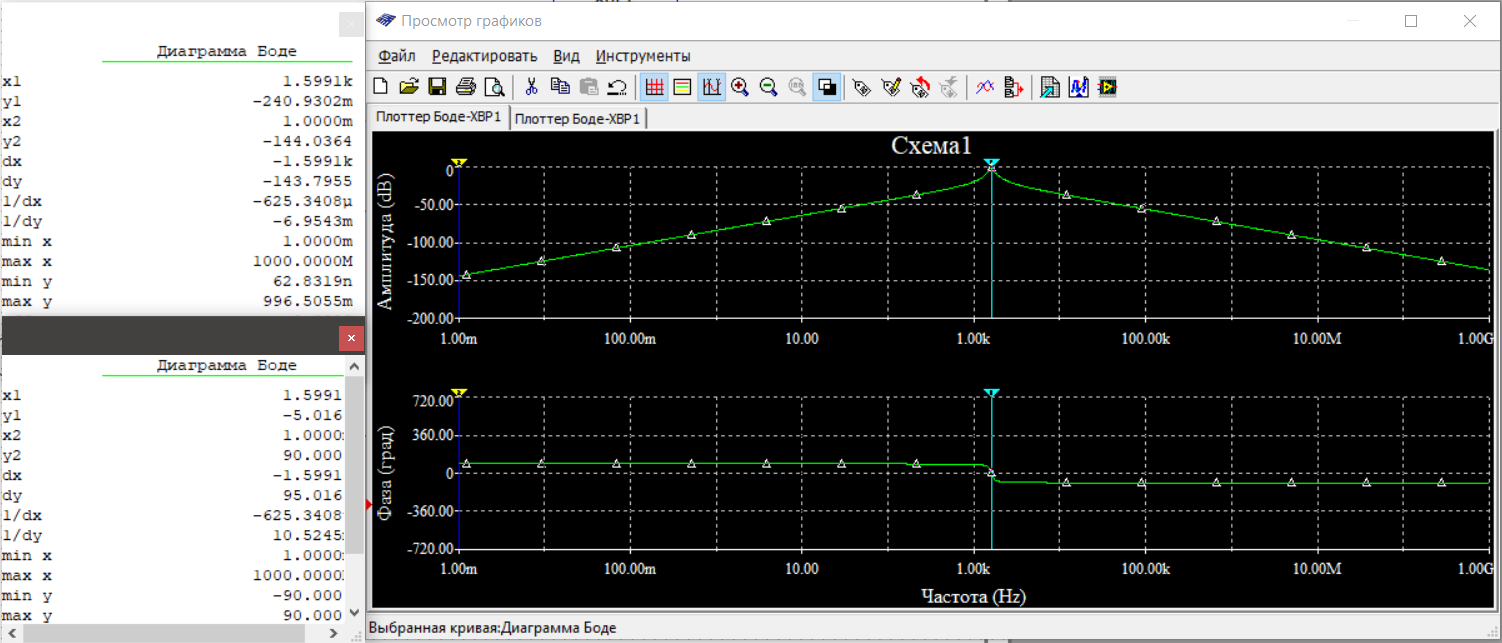 Диаграмма Боде
x1 1.5991k
y1 -240.9302m
x2 1.0000m
y2 -144.0364
dx -1.5991k
dy -143.7955
1/dx -625.3408µ
1/dy -6.9543m
min x 1.0000m
max x 1000.0000M
min y 62.8319n
max y 996.5055m
Диаграмма Боде
x1 1.5991
y1 -5.016
x2 1.0000
y2 90.000
dx -1.5991
dy 95.016
1/dx -625.3408
1/dy 10.5245
min x 1.0000
max x 1000.0000
min y -90.000
max y 90.000
Просмотр графиков
Файл Редактировать Вид Инструменты
Плоттер Боде-XBP1 Плоттер Боде-XBP1
Схема1
Амплитуда (dB)
0
-50.00
-100.00
-150.00
-200.00
1.00m 100.00m 10.00 1.00k 100.00k 10.00M 1.00G
Фаза (град)
720.00
360.00
0
-360.00
-720.00
1.00m 100.00m 10.00 1.00k 100.00k 10.00M 1.00G
Частота (Hz)
Выбранная кривая:Диаграмма Боде